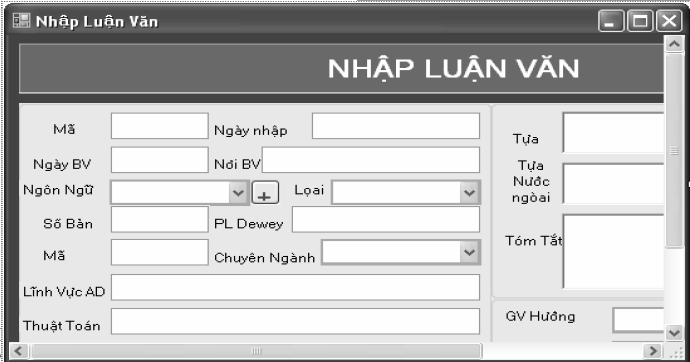 Nhập Luận Văn
NHẬP LUẬN VĂN
Mã
Ngày nhập
Ngày BV
Nơi BV
Ngôn Ngữ
+
Lọai
Số Bản
PL Dewey
Mã
Chuyên Ngành
Lĩnh Vực AD
Thuật Toán
Tựa
Tựa
Nước
ngòai
Tóm Tắt
GV Hướng